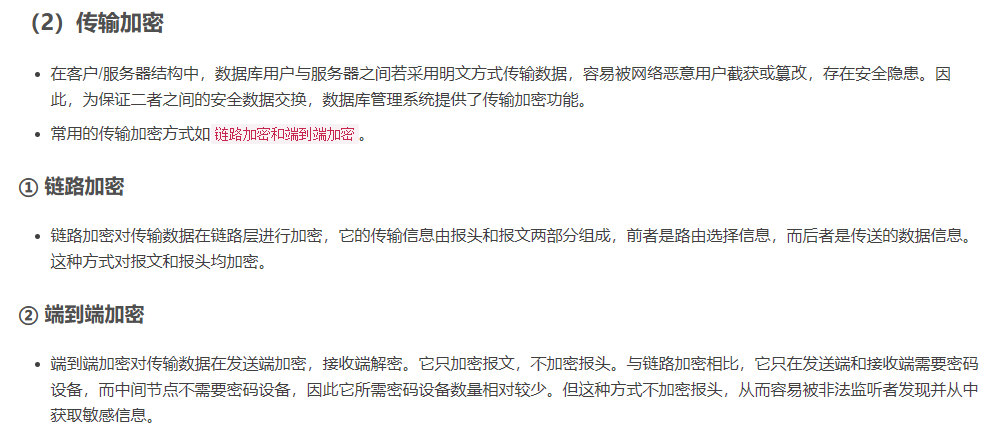 （2）传输加密
• 在客户/服务器结构中，数据库用户与服务器之间若采用明文方式传输数据，容易被网络恶意用户截获或篡改，存在安全隐患。因
此，为保证二者之间的安全数据交换，数据库管理系统提供了传输加密功能。
• 常用的传输加密方式如 链路加密和端到端加密 。
① 链路加密
• 链路加密对传输数据在链路层进行加密，它的传输信息由报头和报文两部分组成，前者是路由选择信息，而后者是传送的数据信息。
这种方式对报文和报头均加密。
② 端到端加密
• 端到端加密对传输数据在发送端加密，接收端解密。它只加密报文，不加密报头。与链路加密相比，它只在发送端和接收端需要密码
设备，而中间节点不需要密码设备，因此它所需密码设备数量相对较少。但这种方式不加密报头，从而容易被非法监听者发现并从中
获取敏感信息。